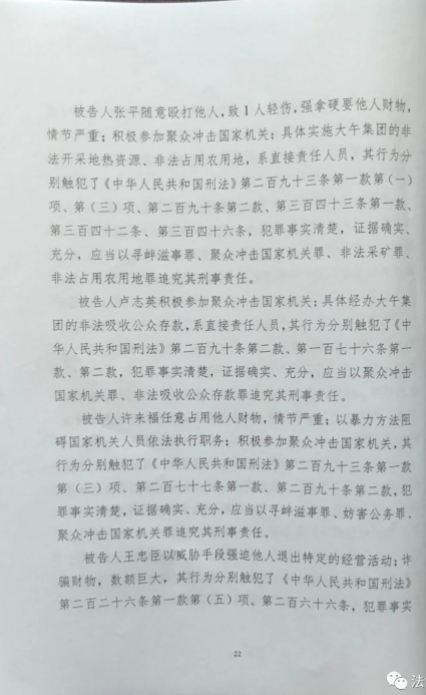 被告人张平随意殴打他人，致1人轻伤，强拿硬要他人财物，
情节严重；积极参加聚众冲击国家机关；具体实施大午集团的非
法开采地热资源、非法占用农用地，系直接责任人员，其行为分
别触犯了《中华人民共和国刑法》第二百九十三条第一款第（一）
项、第（三）项、第二百九十条第二款、第三百四十三条第一款、
第三百四十二条、第三百四十六条，犯罪事实清楚，证据确实、
充分，应当以寻衅滋事罪、聚众冲击国家机关罪、非法采矿罪、
非法占用农用地罪追究其刑事责任。
被告人卢志英积极参加聚众冲击国家机关；具体经办大午集
团的非法吸收公众存款，系直接责任人员，其行为分别触犯了《中
华人民共和国刑法》第二百九十条第二款、第一百七十六条第一
款、第二款，犯罪事实清楚，证据确实、充分，应当以聚众冲击
国家机关罪、非法吸收公众存款罪追究其刑事责任。
被告人许来福任意占用他人财物，情节严重；以暴力方法阻
碍国家机关人员依法执行职务；积极参加聚众冲击国家机关，其
行为分别触犯了《中华人民共和国刑法》第二百九十三条第一款
第（三）项、第二百七十七条第一款、第二百九十条第二款，犯
罪事实清楚，证据确实、充分，应当以寻衅滋事罪、妨害公务罪、
聚众冲击国家机关罪追究其刑事责任。
被告人王忠臣以威胁手段强迫他人退出特定的经营活动；诈
骗财物，数额巨大，其行为分别触犯了《中华人民共和国刑法》
第二百二十六条第一款第（五）项、第二百六十六条，犯罪事实
22
法